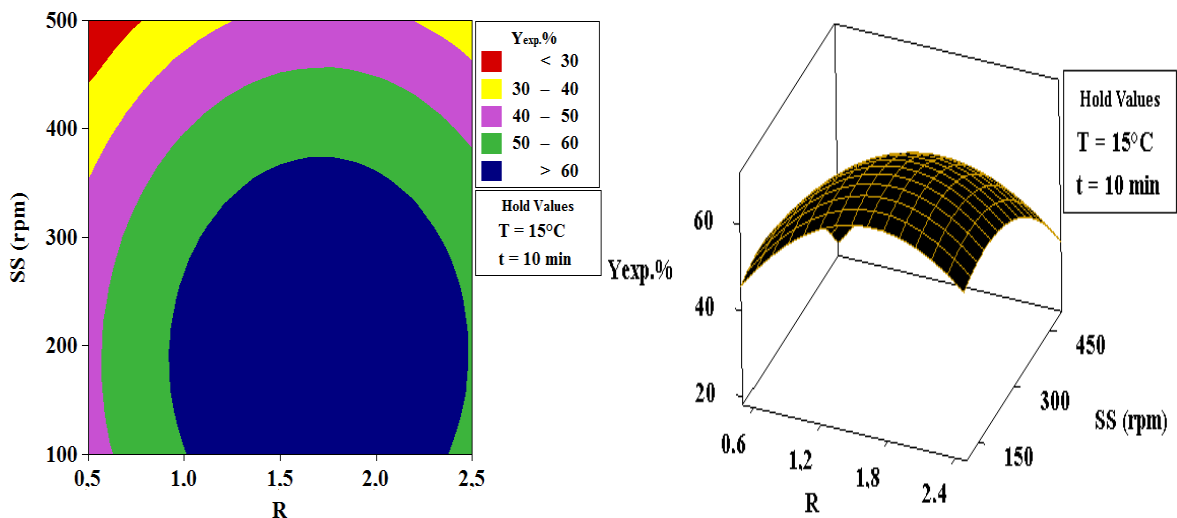 500
400
300
200
100
SS (rpm)
0,5
1.0
1.5
2.0
2,5
R
Yexp.%
< 30
30 – 40
40 – 50
50 – 60
> 60
Hold Values
T = 15°C
t = 10 min
Yexp.%
60
40
20
0.6
1,2
1,8
2.4
R
150
300
450
SS (rpm)
Hold Values
T = 15°C
t = 10 min